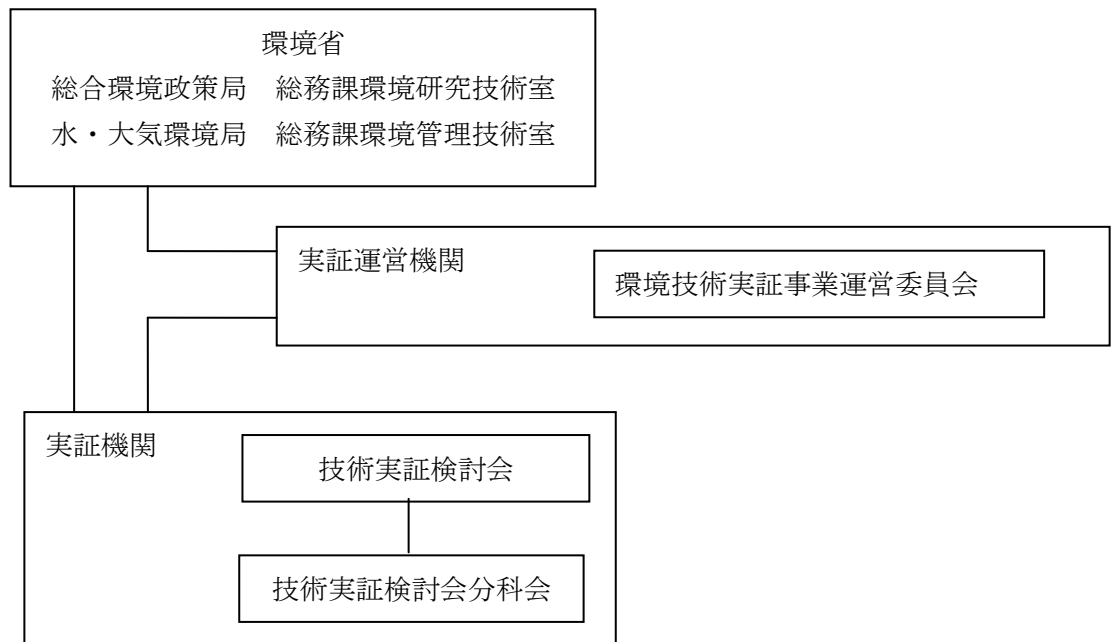 環境省
総合環境政策局　総務課環境研究技術室
水・大気環境局　総務課環境管理技術室
実証運営機関
環境技術実証事業運営委員会
実証機関
技術実証検討会
技術実証検討会分科会